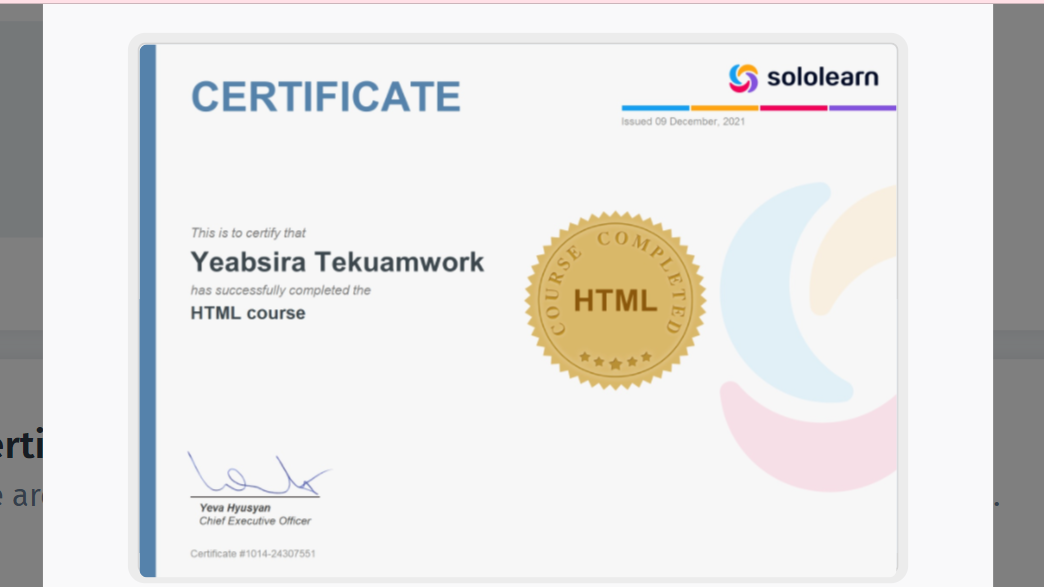 CERTIFICATE
sololearn
Issued 09 December, 2021
This is to certify that
Yeabsira Tekuamwork
has successfully completed the
HTML course
COURSE COMPLETED
HTML
Yeva Hyusyan
Chief Executive Officer
Certificate #1014-24307551
erti
e ar
.